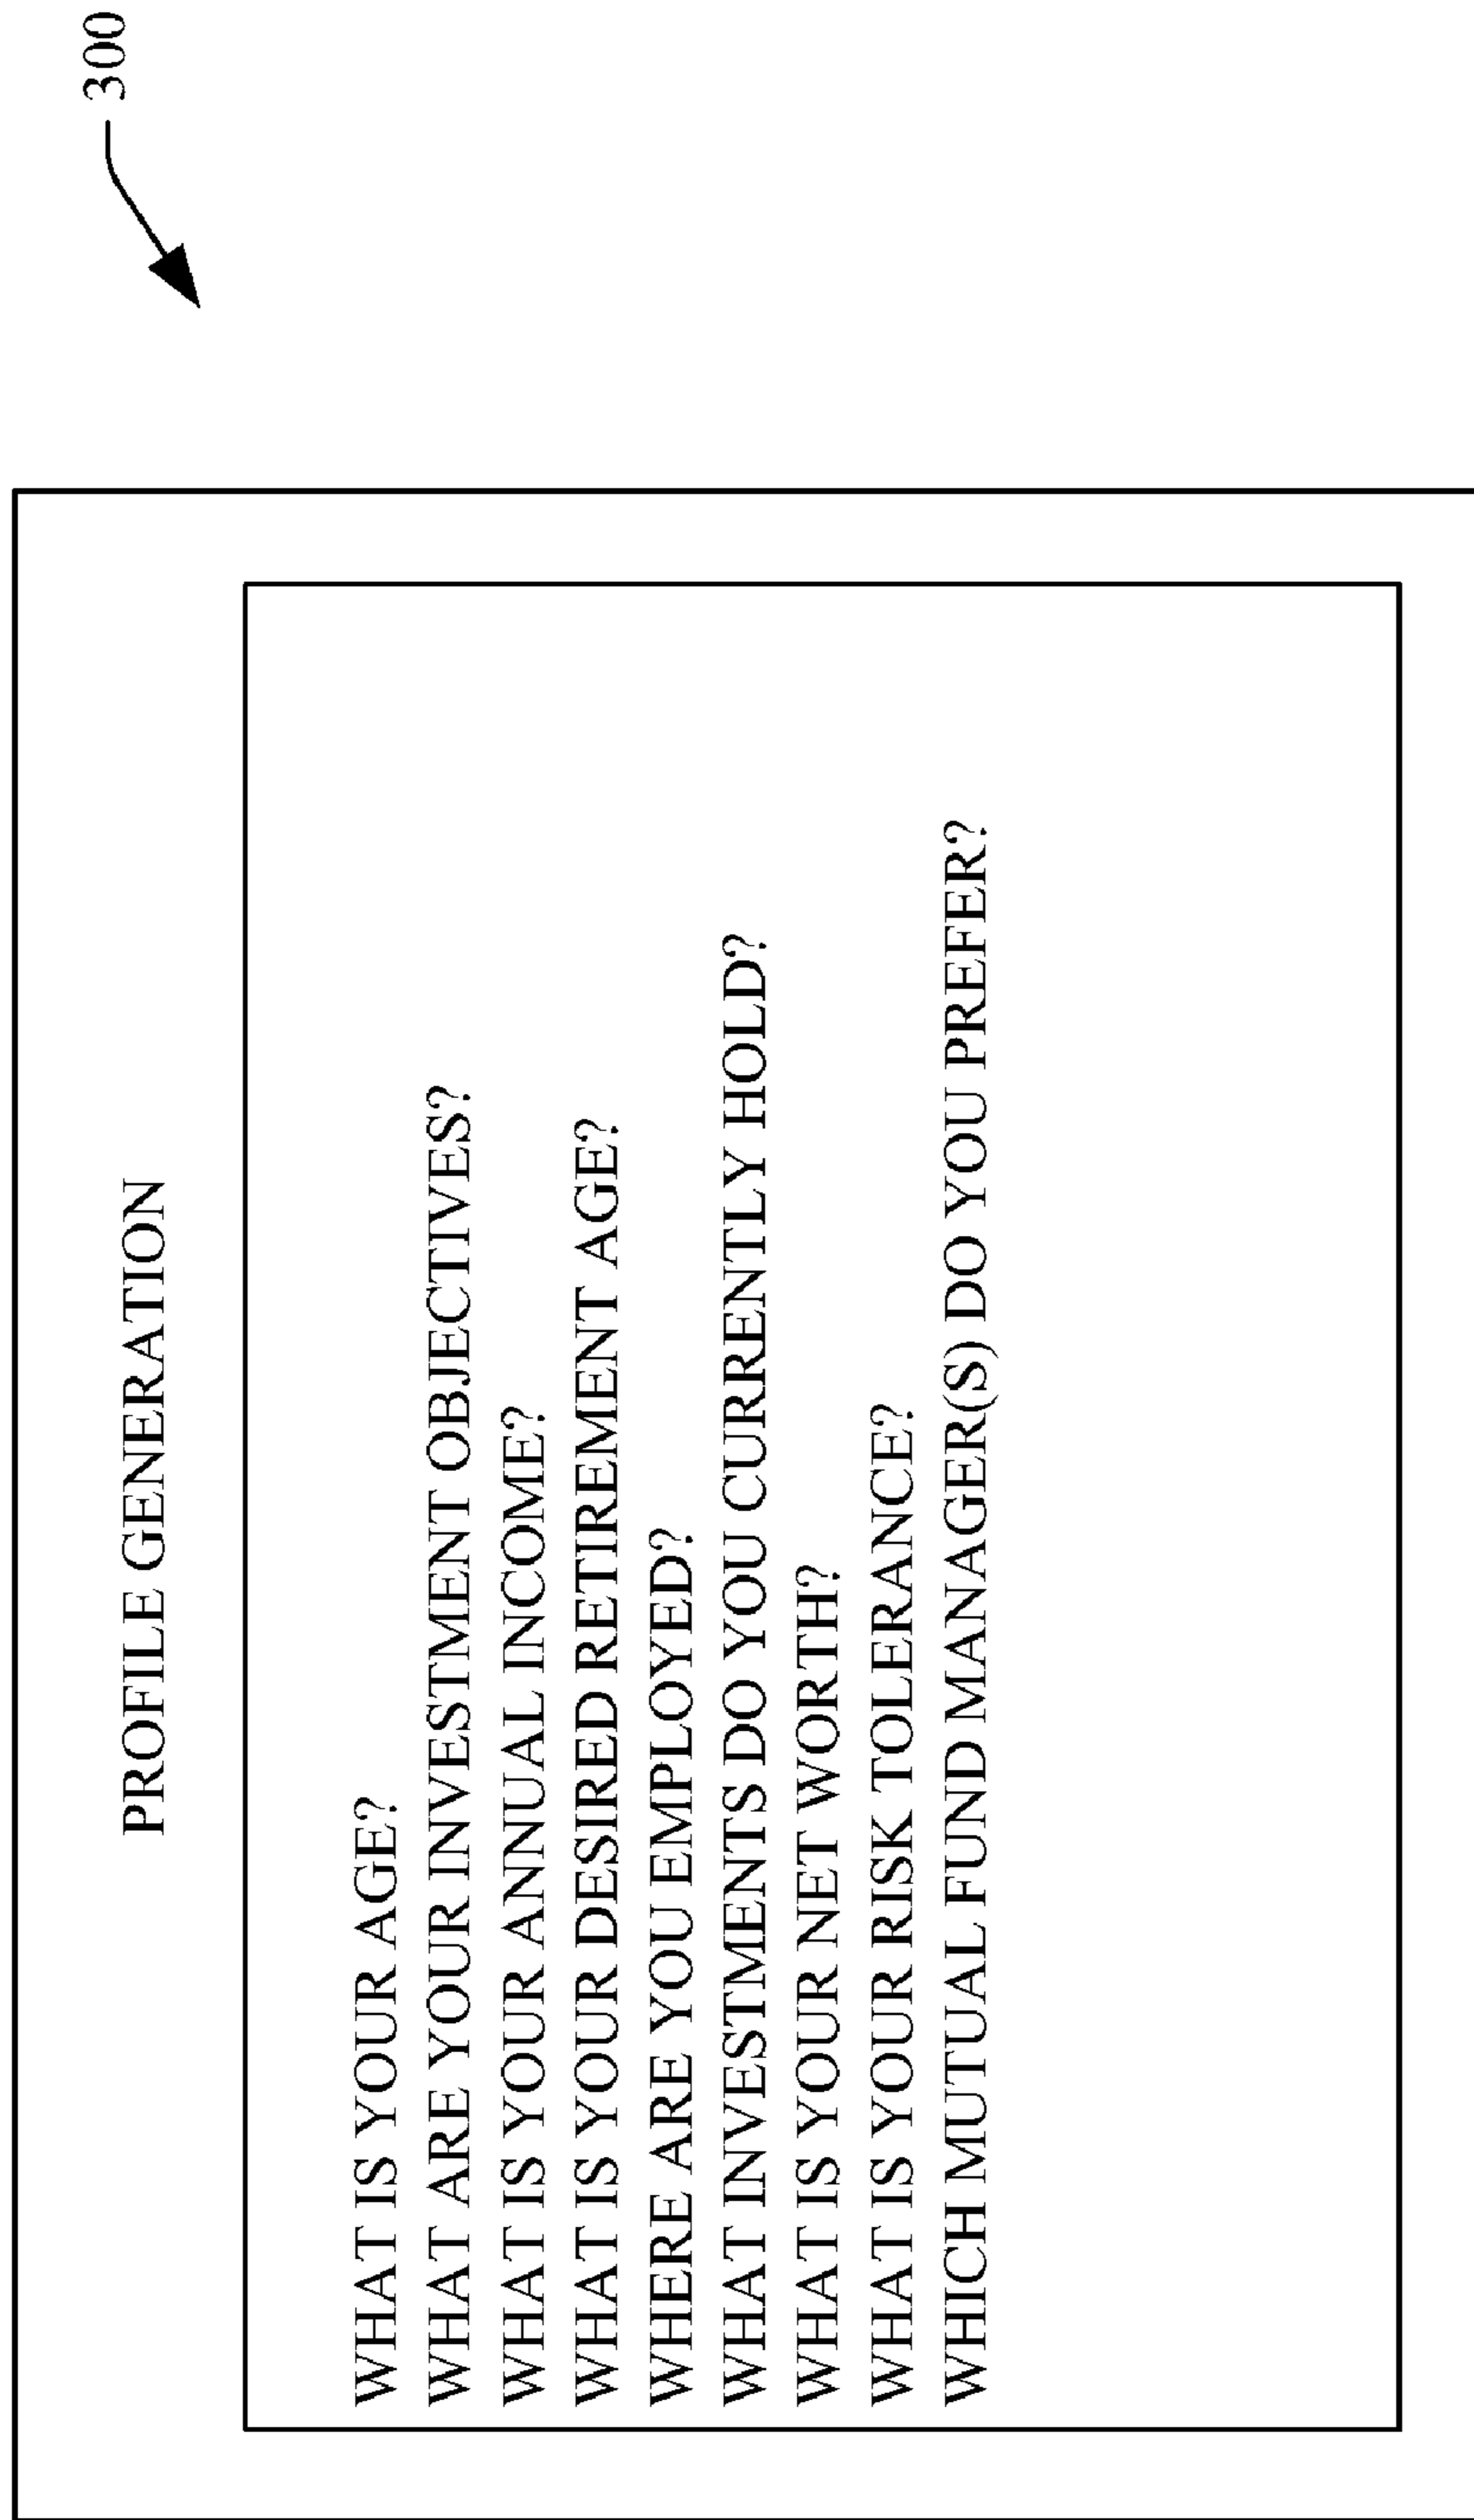 300
PROFILE GENERATION
WHAT IS YOUR AGE?
WHAT ARE YOUR INVESTMENT OBJECTIVES?
WHAT IS YOUR ANNUAL INCOME?
WHAT IS YOUR DESIRED RETIREMENT AGE?
WHERE ARE YOU EMPLOYED?
WHAT INVESTMENTS DO YOU CURRENTLY HOLD?
WHAT IS YOUR NET WORTH?
WHAT IS YOUR RISK TOLERANCE?
WHICH MUTUAL FUND MANAGER(S) DO YOU PREFER?